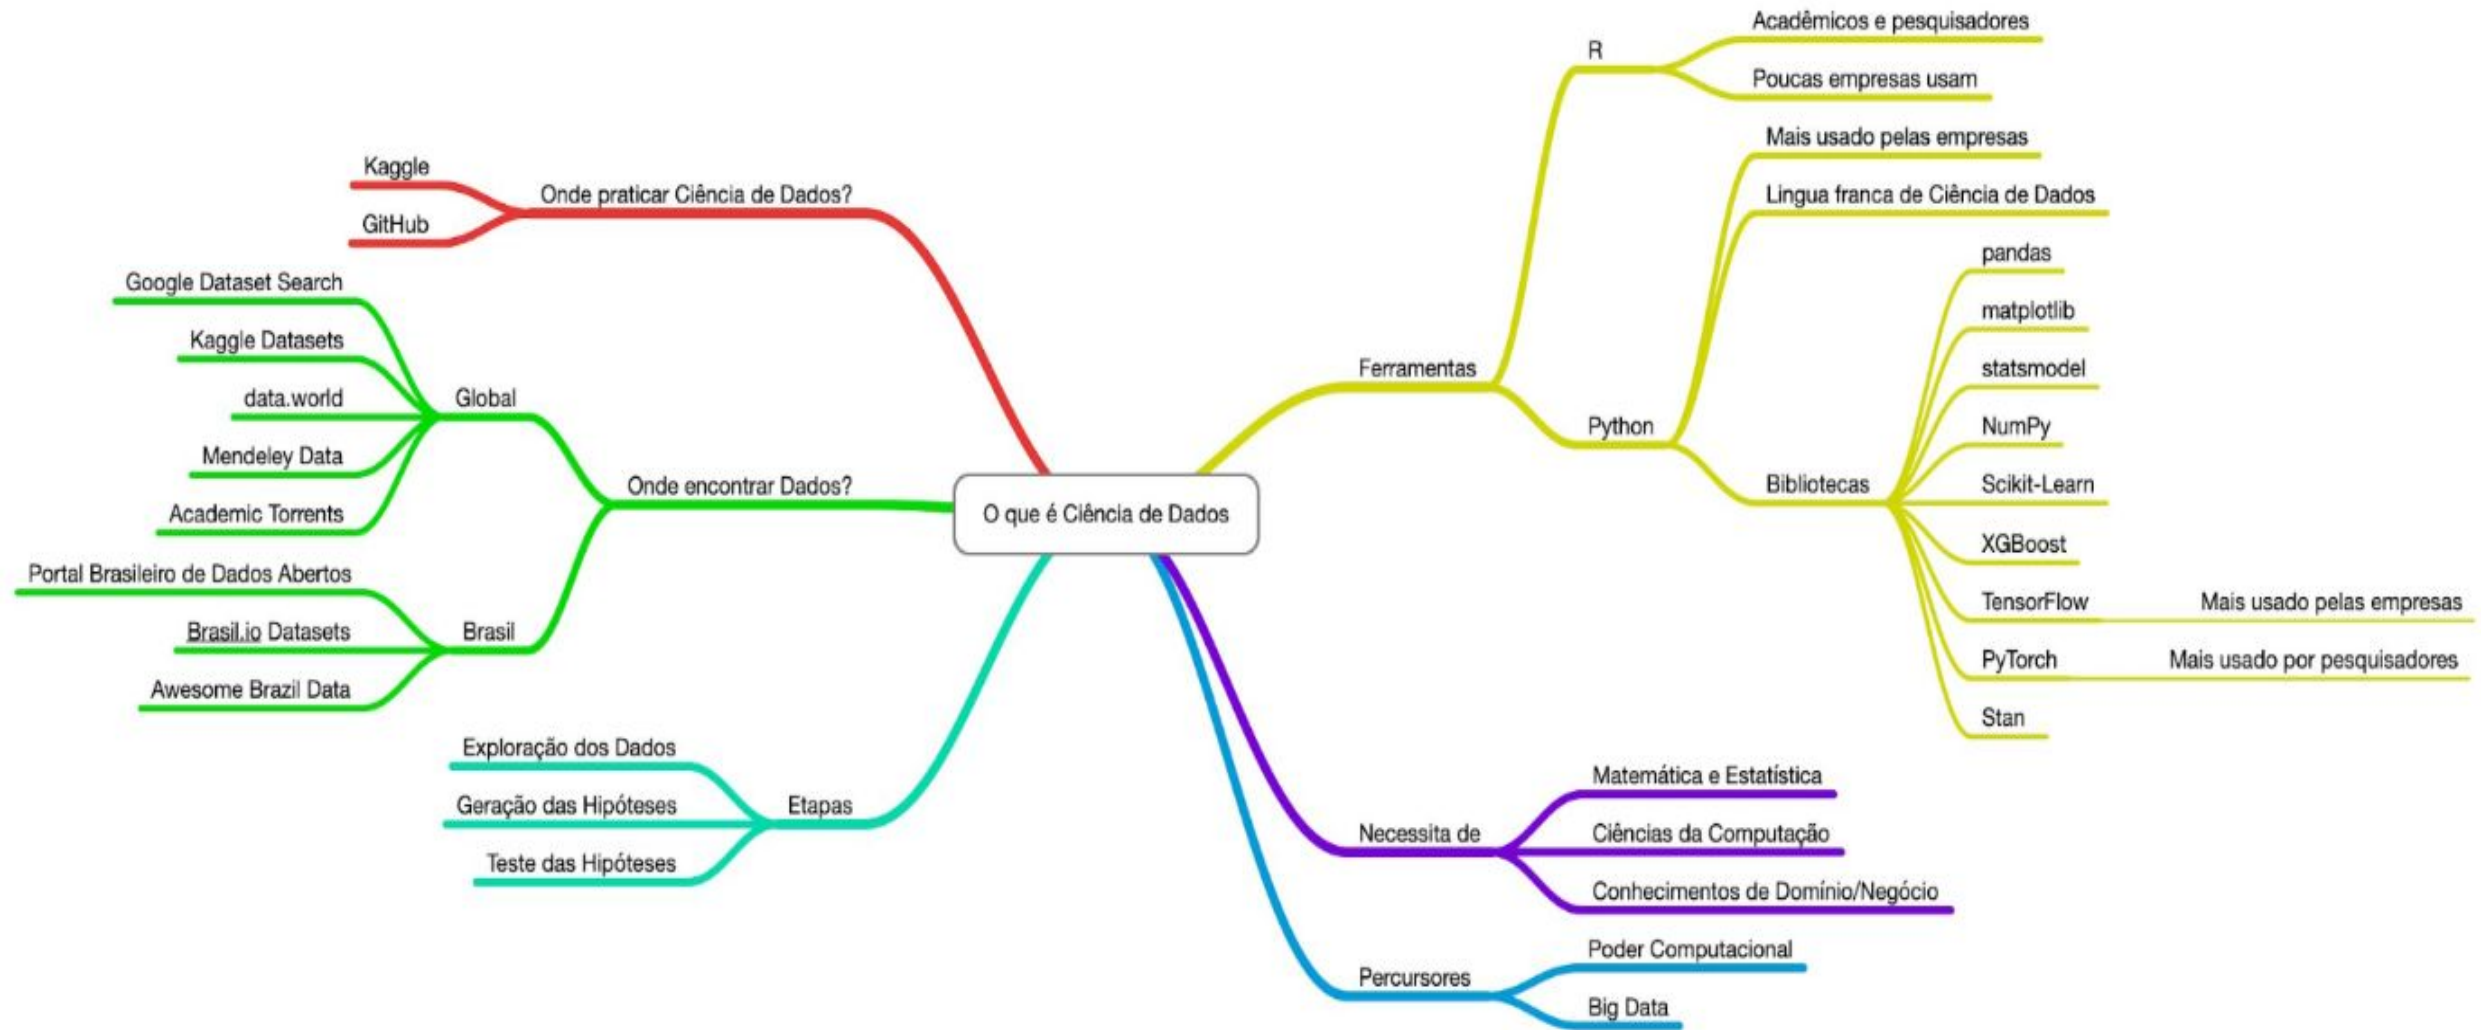 O que é Ciência de Dados
Onde praticar Ciência de Dados?
Kaggle
GitHub
Onde encontrar Dados?
Global
Google Dataset Search
Kaggle Datasets
data.world
Mendeley Data
Academic Torrents
Brasil
Portal Brasileiro de Dados Abertos
Brasil.io Datasets
Awesome Brazil Data
Etapas
Exploração dos Dados
Geração das Hipóteses
Teste das Hipóteses
Ferramentas
R
Acadêmicos e pesquisadores
Poucas empresas usam
Python
Mais usado pelas empresas
Lingua franca de Ciência de Dados
Bibliotecas
pandas
matplotlib
statsmodel
NumPy
Scikit-Learn
XGBoost
TensorFlow
Mais usado pelas empresas
PyTorch
Mais usado por pesquisadores
Stan
Necessita de
Matemática e Estatística
Ciências da Computação
Conhecimentos de Domínio/Negócio
Percursores
Poder Computacional
Big Data